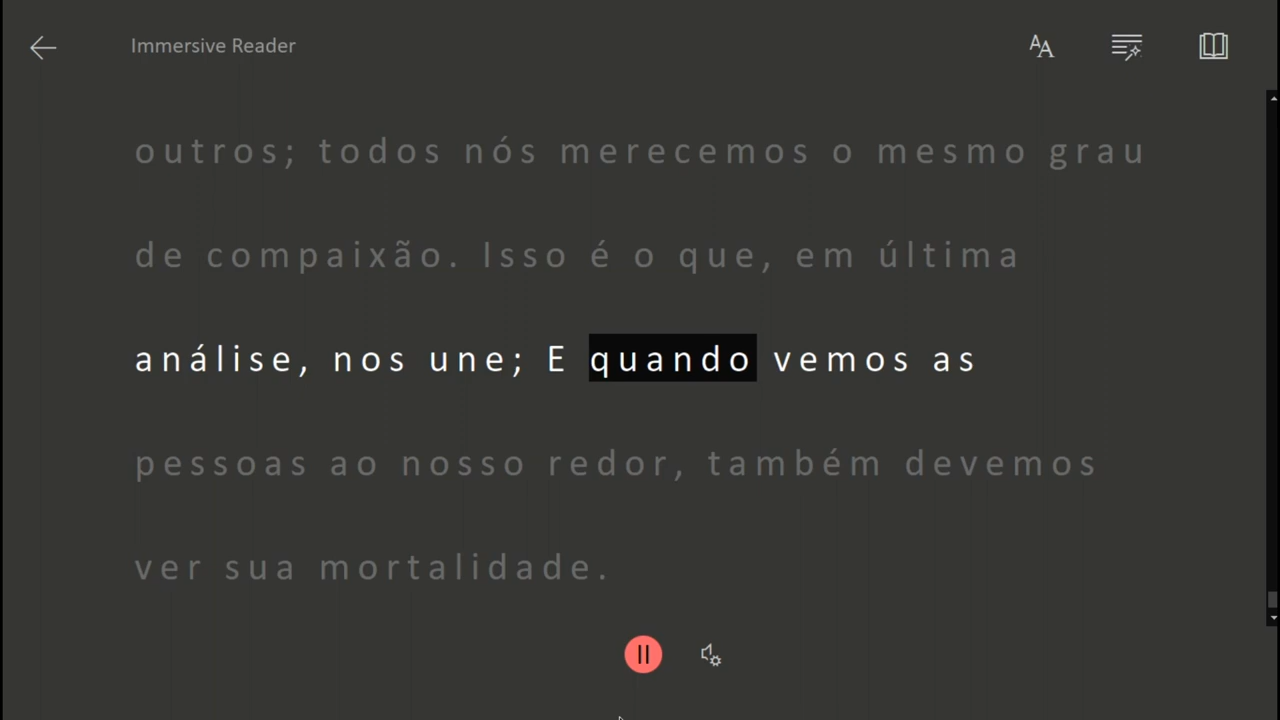 Immersive Reader
outros; todos nós merecemos o mesmo grau
de compaixão. Isso é o que, em última
análise, nos une; E quando vemos as
pessoas ao nosso redor, também devemos
ver sua mortalidade.